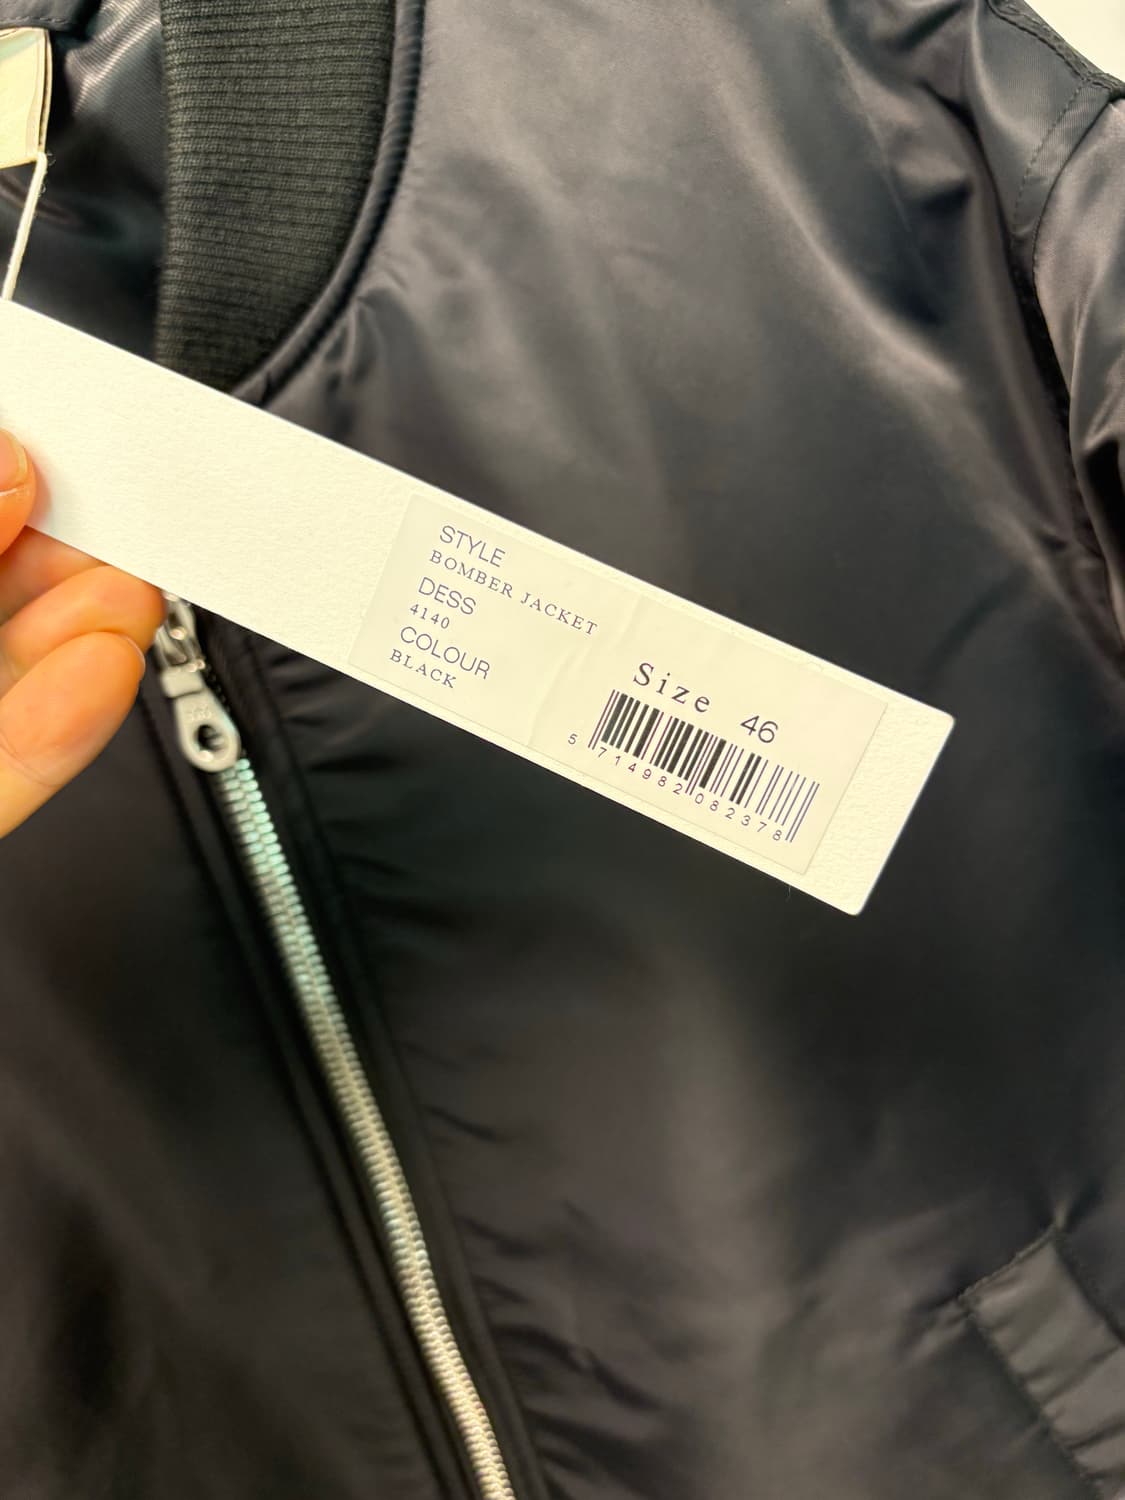 STYLE
BOMBER JACKET
DESS
4140
COLOUR
BLACK
Size 46
5 714982 082378